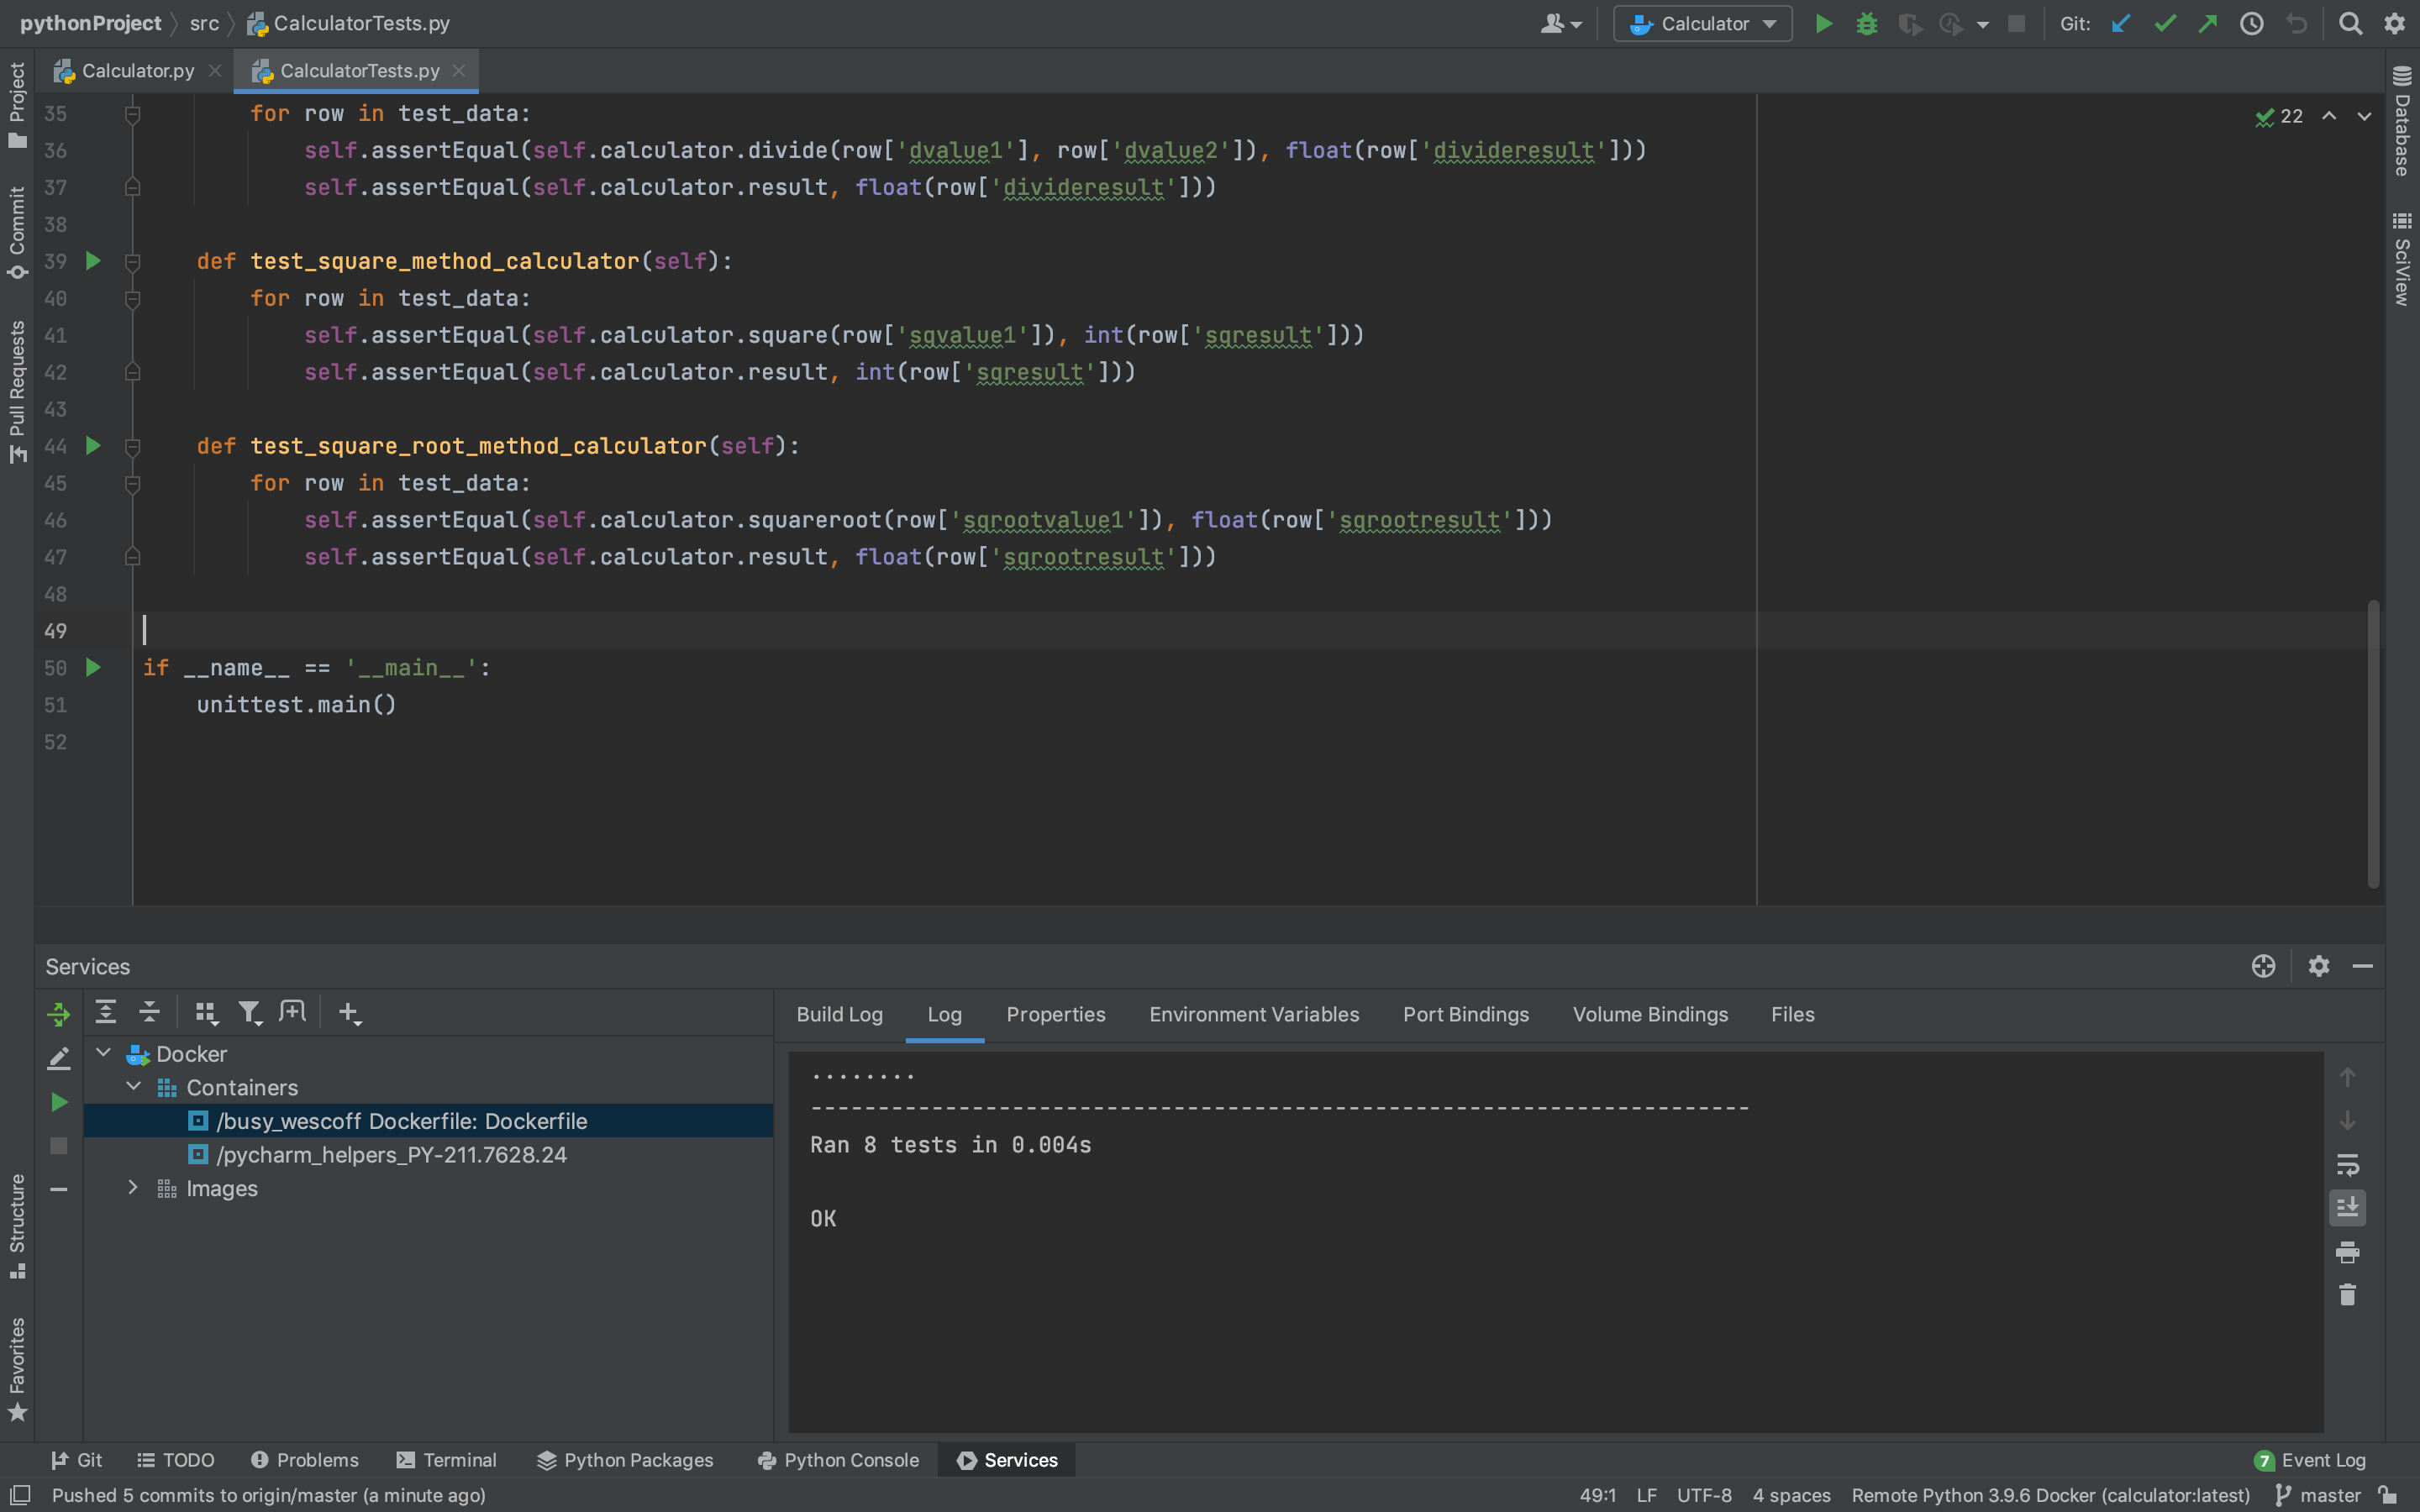 pythonProject src CalculatorTests.py
Calculator
Git:
Calculator.py
CalculatorTests.py
Project
Commit
Pull Requests
Structure
Favorites
Database
SciView
22
35 for row in test_data:
36 self.assertEqual(self.calculator.divide(row['dvalue1'], row['dvalue2']), float(row['divideresult']))
37 self.assertEqual(self.calculator.result, float(row['divideresult']))
38
39 def test_square_method_calculator(self):
40 for row in test_data:
41 self.assertEqual(self.calculator.square(row['sqvalue1']), int(row['sqresult']))
42 self.assertEqual(self.calculator.result, int(row['sqresult']))
43
44 def test_square_root_method_calculator(self):
45 for row in test_data:
46 self.assertEqual(self.calculator.squareroot(row['sqrootvalue1']), float(row['sqrootresult']))
47 self.assertEqual(self.calculator.result, float(row['sqrootresult']))
48
49
50 if __name__ == '__main__':
51 unittest.main()
52
Services
Build Log Log Properties Environment Variables Port Bindings Volume Bindings Files
Docker
Containers
/busy_wescoff Dockerfile: Dockerfile
/pycharm_helpers_PY-211.7628.24
Images
........
----------------------------------------------------------------------
Ran 8 tests in 0.004s
OK
Git TODO Problems Terminal Python Packages Python Console Services 7 Event Log
Pushed 5 commits to origin/master (a minute ago) 49:1 LF UTF-8 4 spaces Remote Python 3.9.6 Docker (calculator:latest) master